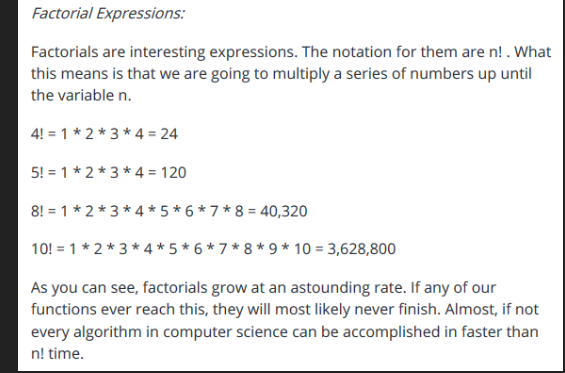 Factorial Expressions:
Factorials are interesting expressions. The notation for them are n! . What
this means is that we are going to multiply a series of numbers up until
the variable n.
4! = 1 * 2 * 3 * 4 = 24
5! = 1 * 2 * 3 * 4 = 120
8! = 1 * 2 * 3 * 4 * 5 * 6 * 7 * 8 = 40,320
10! = 1 * 2 * 3 * 4 * 5 * 6 * 7 * 8 * 9 * 10 = 3,628,800
As you can see, factorials grow at an astounding rate. If any of our
functions ever reach this, they will most likely never finish. Almost, if not
every algorithm in computer science can be accomplished in faster than
n! time.